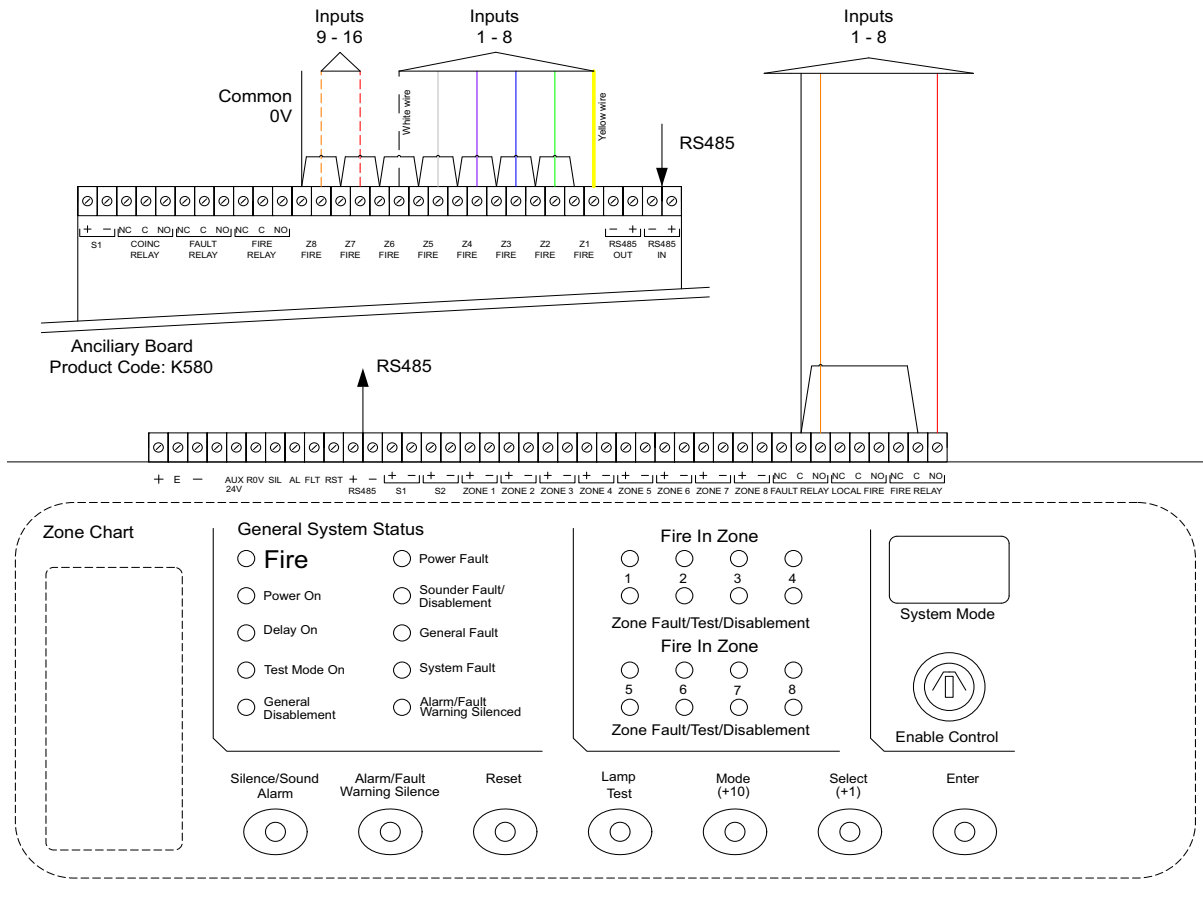 Inputs
9 - 16
Inputs
1 - 8
Inputs
1 - 8
Common
0V
White wire
Yellow wire
RS485
+ − NC C NO NC C NO NC C NO − + − +
S1 COINC RELAY FAULT RELAY FIRE RELAY Z8 FIRE Z7 FIRE Z6 FIRE Z5 FIRE Z4 FIRE Z3 FIRE Z2 FIRE Z1 FIRE RS485 OUT RS485 IN
Anciliary Board
Product Code: K580
RS485
+ E − AUX 24V R0V SIL AL FLT RST + − + − + − + − + − + − + − + − + − + − + − NC C NO NC C NO NC C NO
RS485 S1 S2 ZONE 1 ZONE 2 ZONE 3 ZONE 4 ZONE 5 ZONE 6 ZONE 7 ZONE 8 FAULT RELAY LOCAL FIRE FIRE RELAY
Zone Chart
General System Status
Fire
Power On
Delay On
Test Mode On
General
Disablement
Power Fault
Sounder Fault/
Disablement
General Fault
System Fault
Alarm/Fault
Warning Silenced
Fire In Zone
1 2 3 4
Zone Fault/Test/Disablement
Fire In Zone
5 6 7 8
Zone Fault/Test/Disablement
System Mode
Enable Control
Silence/Sound
Alarm
Alarm/Fault
Warning Silence
Reset
Lamp
Test
Mode
(+10)
Select
(+1)
Enter